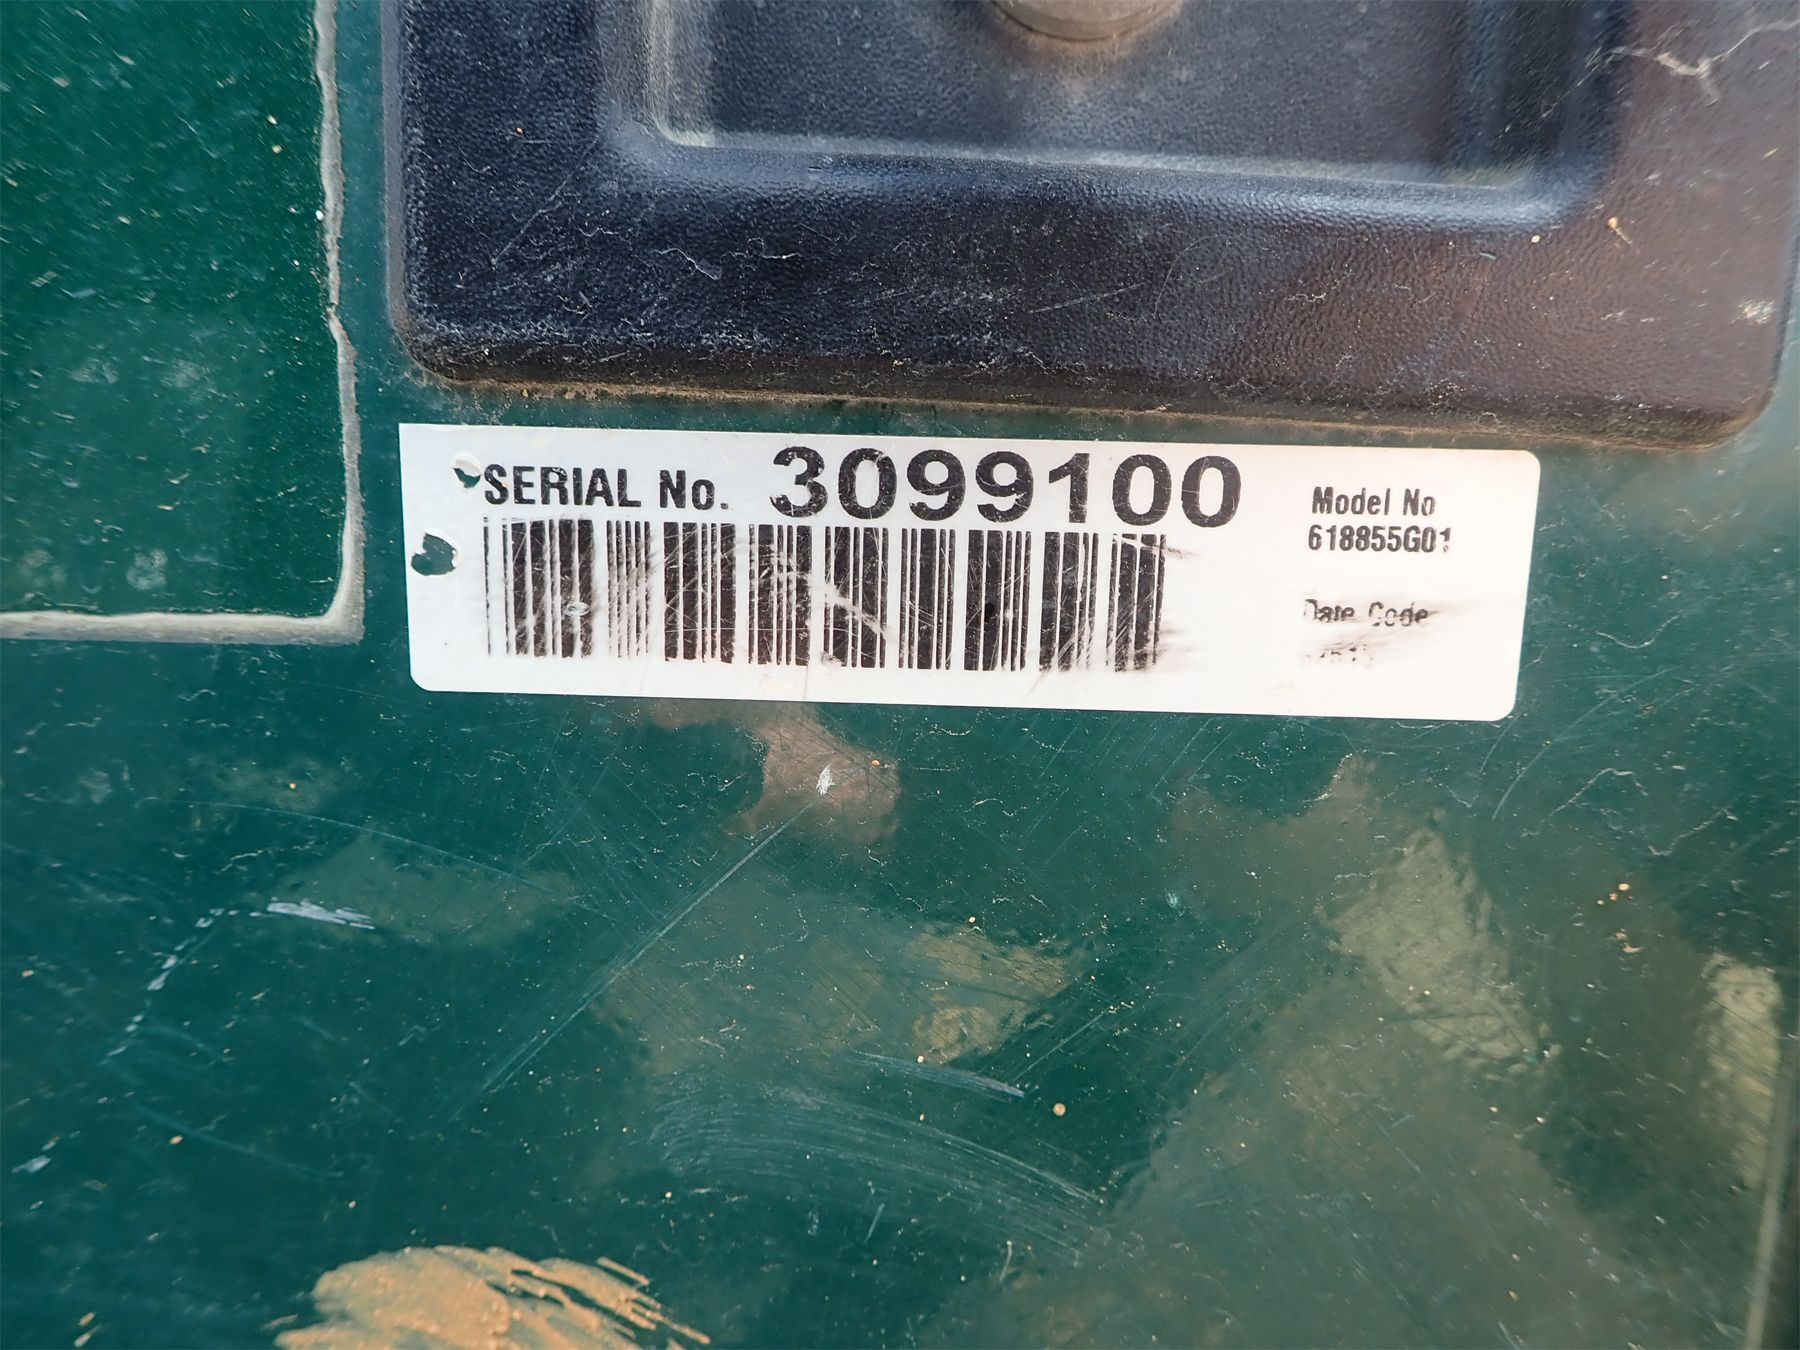 SERIAL No. 3099100
Model No
618855G01
Date Code